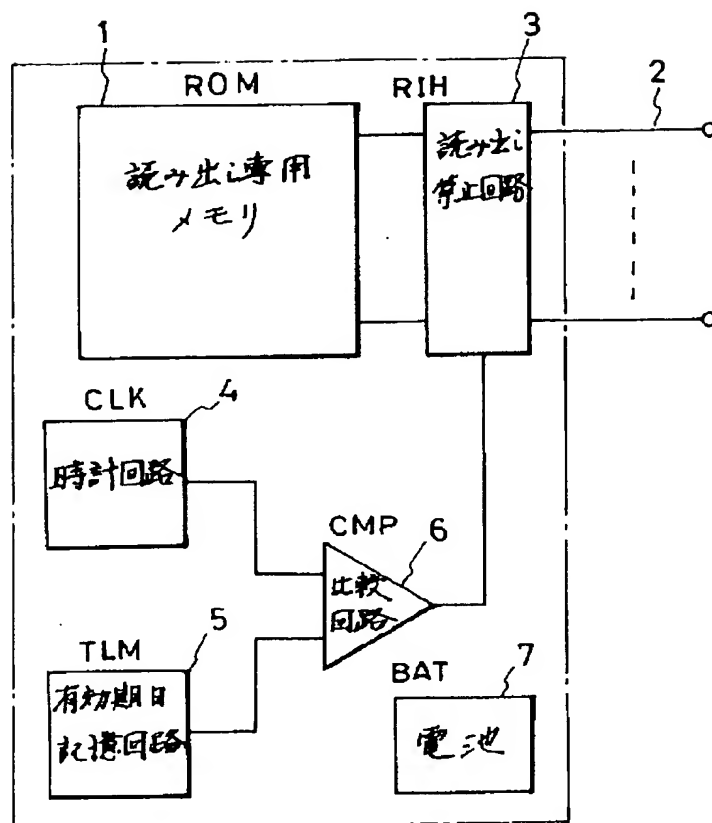 1
ROM
読み出し専用
メモリ
RIH
3
読み出し
禁止回路
2
CLK
4
時計回路
CMP
6
比較
回路
TLM
5
有効期日
記憶回路
BAT
7
電池